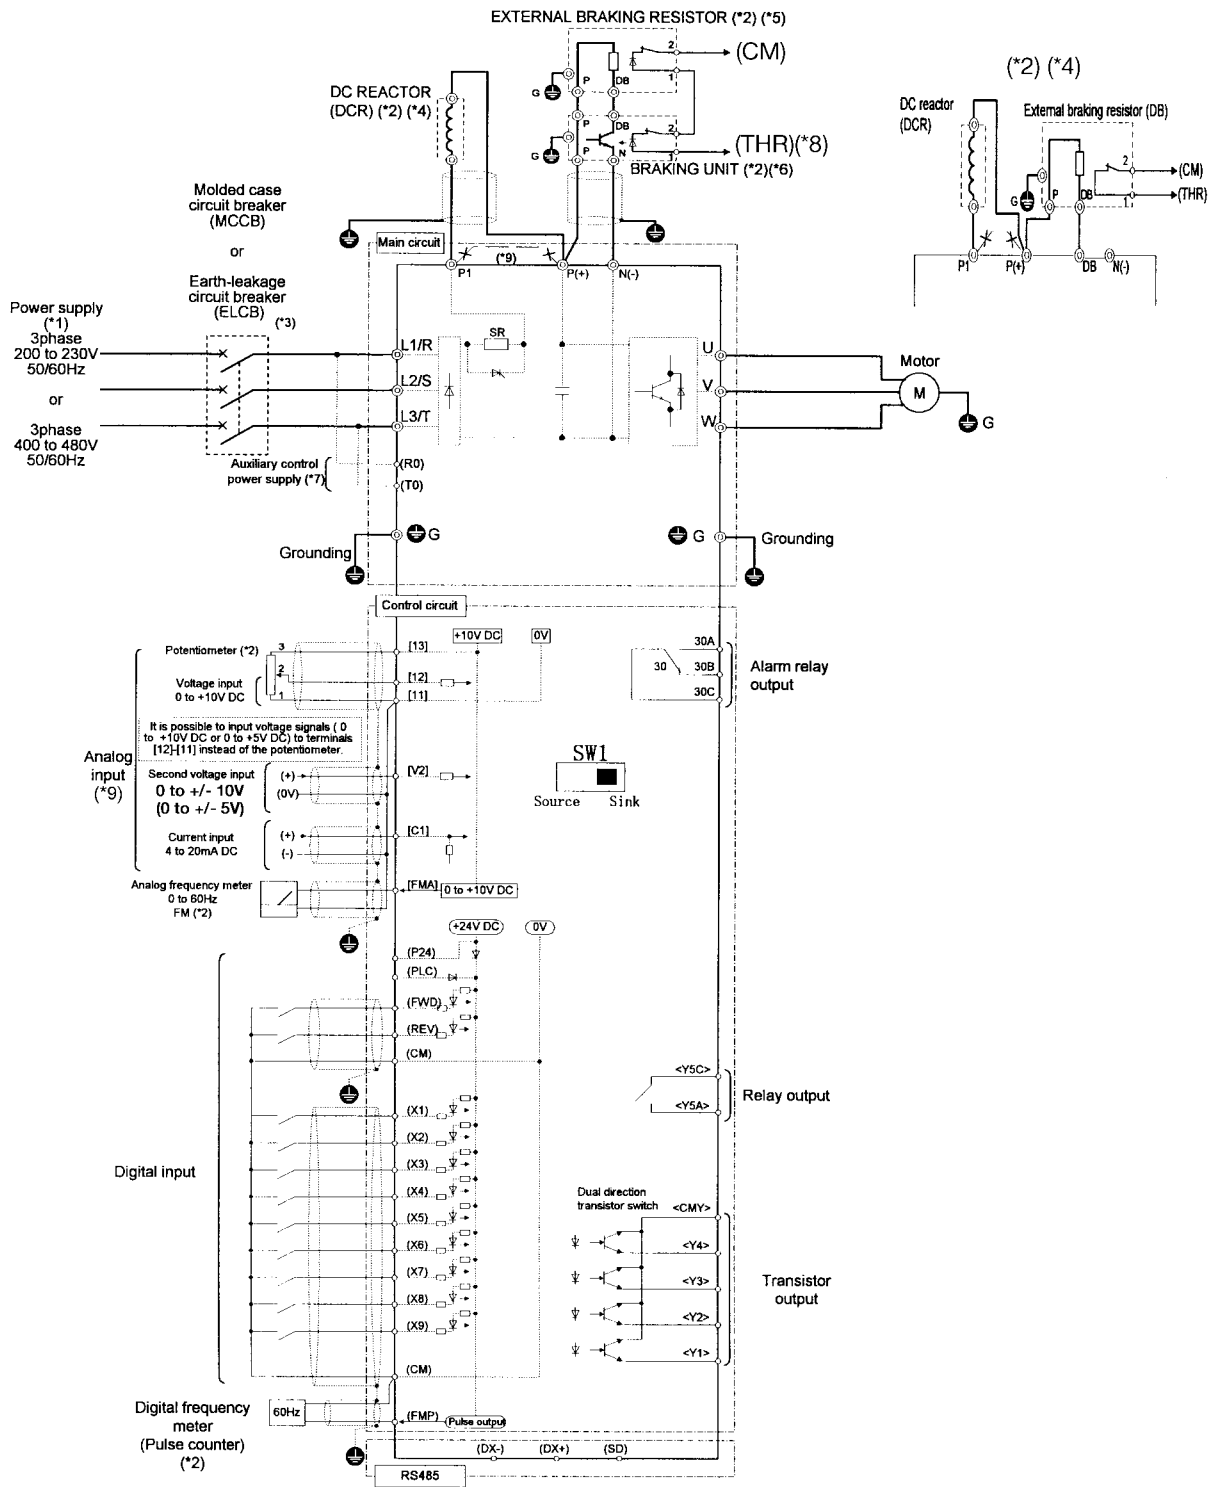 EXTERNAL BRAKING RESISTOR (*2) (*5)
2
(CM)
P
DB
1
G
DC REACTOR
(DCR) (*2) (*4)
P
DB
2
(THR)(*8)
P
N
1
G
BRAKING UNIT (*2)(*6)
(*2) (*4)
DC reactor
(DCR)
External braking resistor (DB)
2
(CM)
(THR)
1
G
P
DB
P1
P(+)
DB
N(-)
Molded case
circuit breaker
(MCCB)
or
Earth-leakage
circuit breaker
(ELCB)
(*3)
Main circuit
P1
(*9)
P(+)
N(-)
Power supply
(*1)
3phase
200 to 230V
50/60Hz
or
3phase
400 to 480V
50/60Hz
L1/R
L2/S
L3/T
SR
U
V
W
Motor
M
G
Auxiliary control
power supply (*7)
(R0)
(T0)
G
Grounding
G
Grounding
Control circuit
+10V DC
0V
Potentiometer (*2)
3
2
1
[13]
[12]
[11]
Voltage input
0 to +10V DC
It is possible to input voltage signals ( 0
to +10V DC or 0 to +5V DC) to terminals
[12]-[11] instead of the potentiometer.
Analog
input
(*9)
Second voltage input
0 to +/- 10V
(0 to +/- 5V)
(+)
(0V)
[V2]
Current input
4 to 20mA DC
(+)
(-)
[C1]
Analog frequency meter
0 to 60Hz
FM (*2)
[FMA]
0 to +10V DC
30A
30
30B
30C
Alarm relay
output
SW1
Source
Sink
+24V DC
0V
(P24)
(PLC)
(FWD)
(REV)
(CM)
(X1)
(X2)
(X3)
(X4)
(X5)
(X6)
(X7)
(X8)
(X9)
(CM)
Digital input
<Y5C>
<Y5A>
Relay output
Dual direction
transistor switch
<CMY>
<Y4>
<Y3>
<Y2>
<Y1>
Transistor
output
Digital frequency
meter
(Pulse counter)
(*2)
60Hz
(FMP)
Pulse output
(DX-)
(DX+)
(SD)
RS485